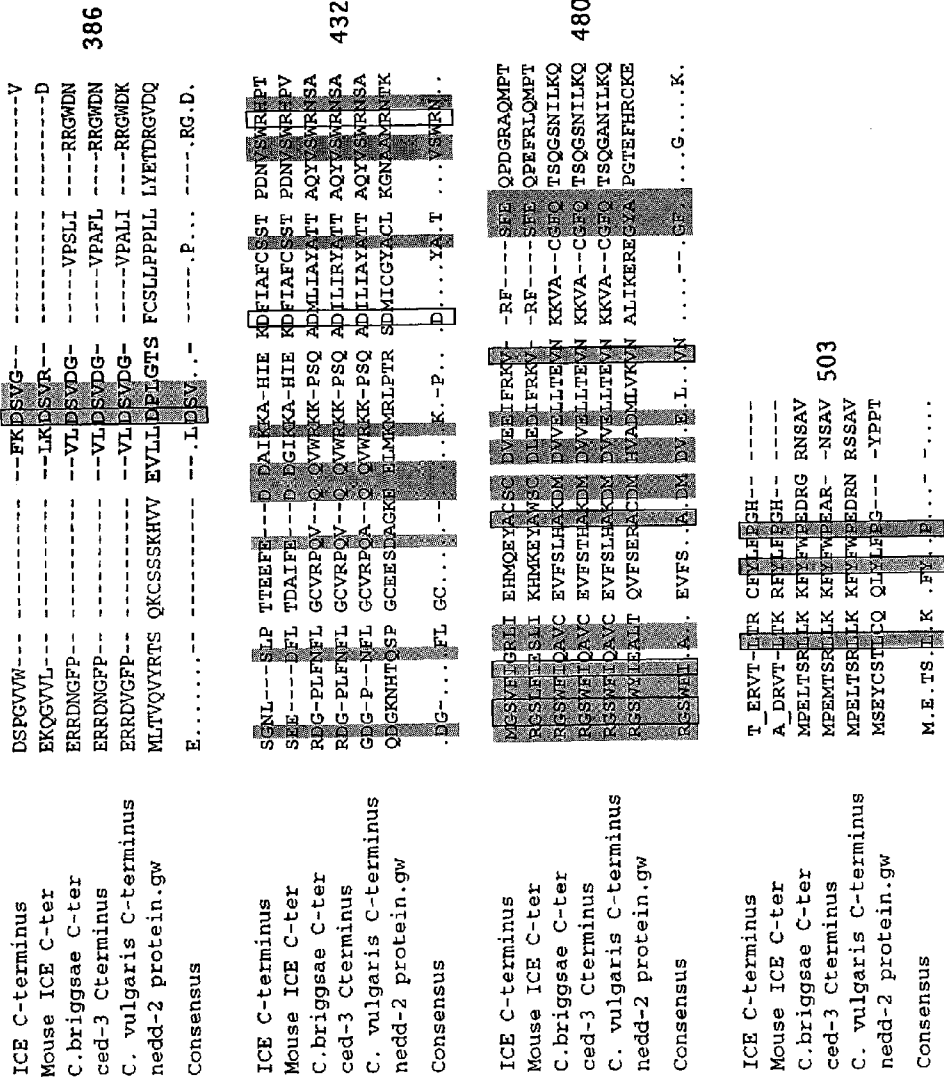 ICE C-terminus DSPGVVW--- ---------- --FKDSVG-- ---------- ---------V
Mouse ICE C-ter EKQGVVL--- ---------- --LKDSVR-- ---------- ---------D
C.briggsae C-ter ERRDNGFP-- ---------- --VLDSVDG- -----VPSLI ----RRGWDN
ced-3 Cterminus ERRDNGFP-- ---------- --VLDSVDG- -----VPAFL ----RRGWDN
C. vulgaris C-terminus ERRDVGFP-- ---------- --VLDSVDG- -----VPALI ----RRGWDK
nedd-2 protein.gw MLTVQVYRTS QKCSSSKHVV EVLLDPLGTS FCSLLPPPLL LYETDRGVDQ
Consensus E.......-- ---------- --.LDSV..- -----.P... ----.RG.D.
386
ICE C-terminus SGNL---SLP TTEEFE---D DAIKKA-HIE KDFIAFCSST PDNVSWRHPT
Mouse ICE C-ter SEE----DFL TDAIFE---D DGIKKA-HIE KDFIAFCSST PDNVSWRHPV
C.briggsae C-ter RDG-PLFNFL GCVRPQV--Q QVWRKK-PSQ ADMLIAYATT AQYVSWRNSA
ced-3 Cterminus RDG-PLFNFL GCVRPQV--Q QVWRKK-PSQ ADILIRYATT AQYVSWRNSA
C. vulgaris C-terminus GDG-P--NFL GCVRPQA--Q QVWRKK-PSQ ADILIAYATT AQYVSWRNSA
nedd-2 protein.gw QDGKNHTQSP GCEESDAGKE ELMKMRLPTR SDMICGYACL KGNAAMRNTK
Consensus .DG-....FL GC.....--. ...K.-P.. .D....YA.T ...VSWRN..
432
ICE C-terminus MGSVFIGRLI EHMQEYACSC DVEEIFRKV- -RF----SFE QPDGRAQMPT
Mouse ICE C-ter RGSLFIESLI KHMKEYAWSC DLEDIFRKV- -RF----SFE QPEFRLQMPT
C.briggsae C-ter RGSWFIQAVC EVFSLHAKDM DVVELLTEVN KKVA--CGFQ TSQGSNILKQ
ced-3 Cterminus RGSWFIQAVC EVFSTHAKDM DVVELLTEVN KKVA--CGFQ TSQGSNILKQ
C. vulgaris C-terminus RGSWFIQAVC EVFSLHAKDM DVVELLTEVN KKVA--CGFQ TSQGANILKQ
nedd-2 protein.gw RGSWYIEALT QVFSERACDM HVADMLVKVN ALIKEREGYA PGTEFHRCKE
Consensus RGSWFI.A.. EVFS..A.DM DV.E.L..VN ......--.GF. ...G....K.
480
ICE C-terminus T_ERVT-LTR CFYLFPGH-- -----
Mouse ICE C-ter A_DRVT-LTK RFYLFPGH-- -----
C.briggsae C-ter MPELTSRLLK KFYFWPEDRG RNSAV
ced-3 Cterminus MPEMTSRLLK KFYFWPEAR- -NSAV
C. vulgaris C-terminus MPELTSRLLK KFYFWPEDRN RSSAV
nedd-2 protein.gw MSEYCSTLCQ QLYLFPG--- -YPPT
Consensus M.E.TS.L.K .FY..P...- -....
503